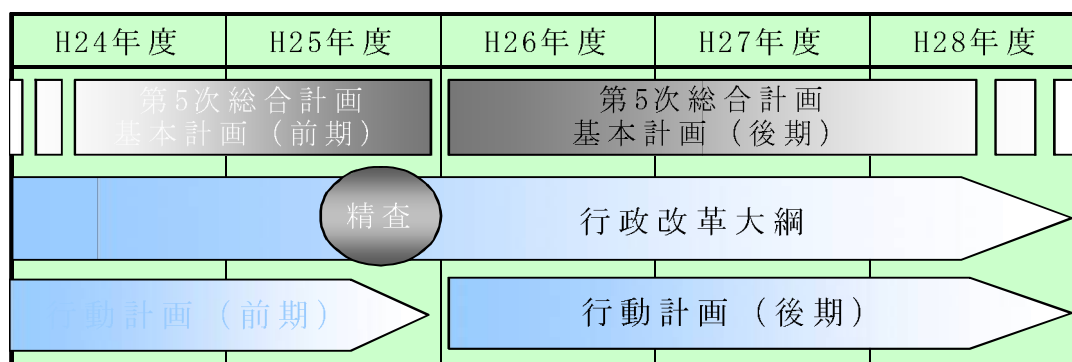 H24年度 H25年度 H26年度 H27年度 H28年度
第5次総合計画
基本計画（前期）
第5次総合計画
基本計画（後期）
精査
行政改革大綱
行動計画（前期）
行動計画（後期）